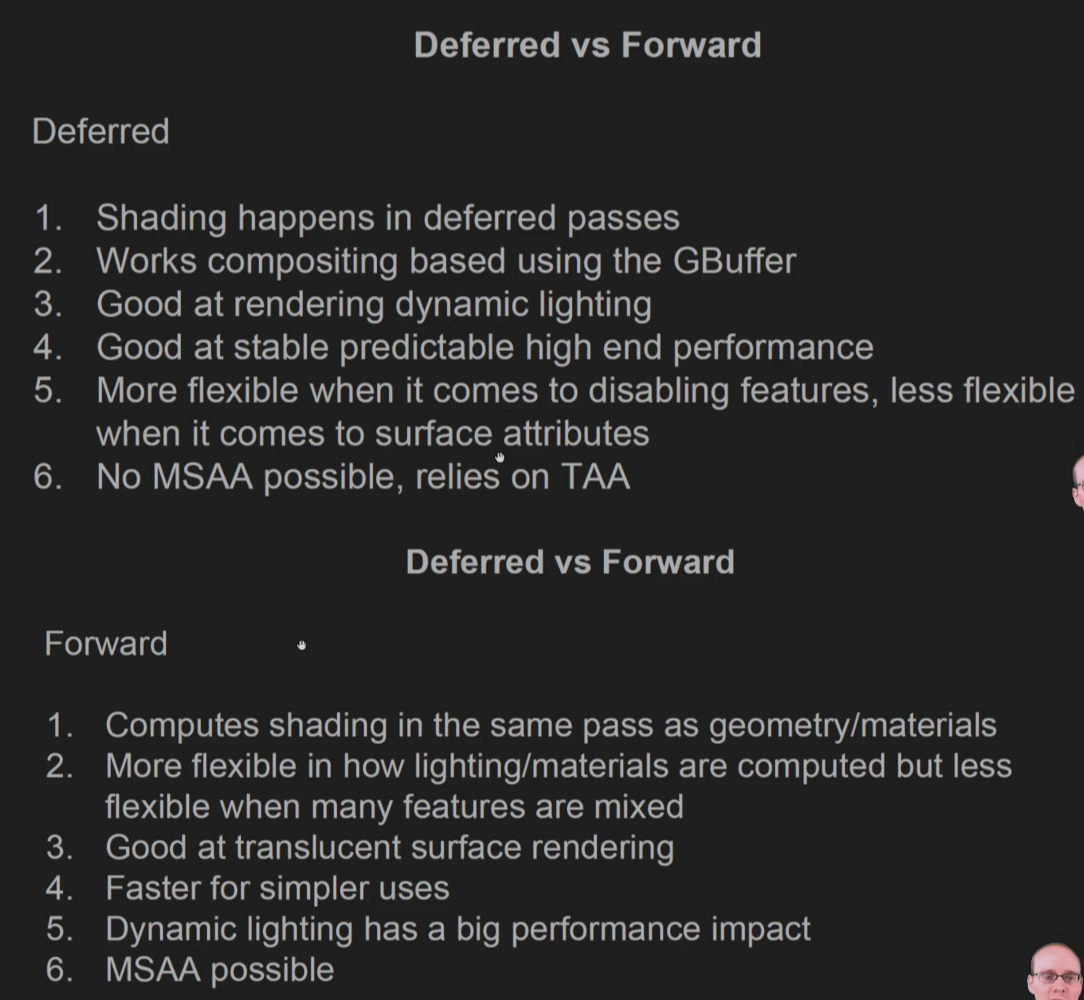 Deferred vs Forward
Deferred
1. Shading happens in deferred passes
2. Works compositing based using the GBuffer
3. Good at rendering dynamic lighting
4. Good at stable predictable high end performance
5. More flexible when it comes to disabling features, less flexible
when it comes to surface attributes
6. No MSAA possible, relies on TAA
Deferred vs Forward
Forward
1. Computes shading in the same pass as geometry/materials
2. More flexible in how lighting/materials are computed but less
flexible when many features are mixed
3. Good at translucent surface rendering
4. Faster for simpler uses
5. Dynamic lighting has a big performance impact
6. MSAA possible